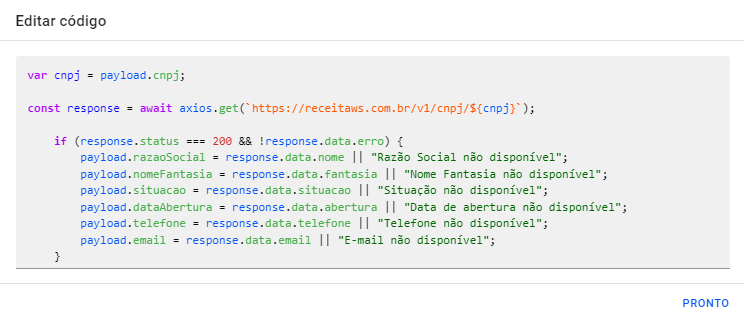 Editar código
var cnpj = payload.cnpj;
const response = await axios.get(`https://receitaws.com.br/v1/cnpj/${cnpj}`);
    if (response.status === 200 && !response.data.erro) {
        payload.razaoSocial = response.data.nome || "Razão Social não disponível";
        payload.nomeFantasia = response.data.fantasia || "Nome Fantasia não disponível";
        payload.situacao = response.data.situacao || "Situação não disponível";
        payload.dataAbertura = response.data.abertura || "Data de abertura não disponível";
        payload.telefone = response.data.telefone || "Telefone não disponível";
        payload.email = response.data.email || "E-mail não disponível";
    }
PRONTO